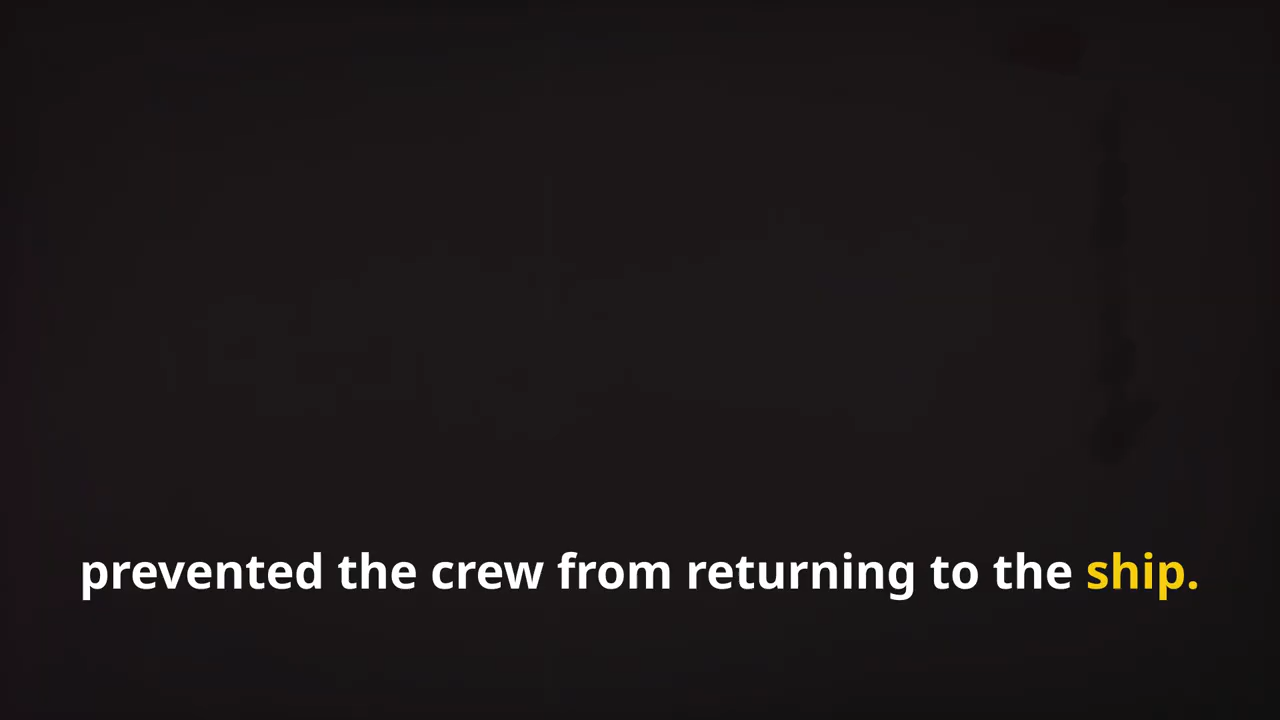 prevented the crew from returning to the ship.